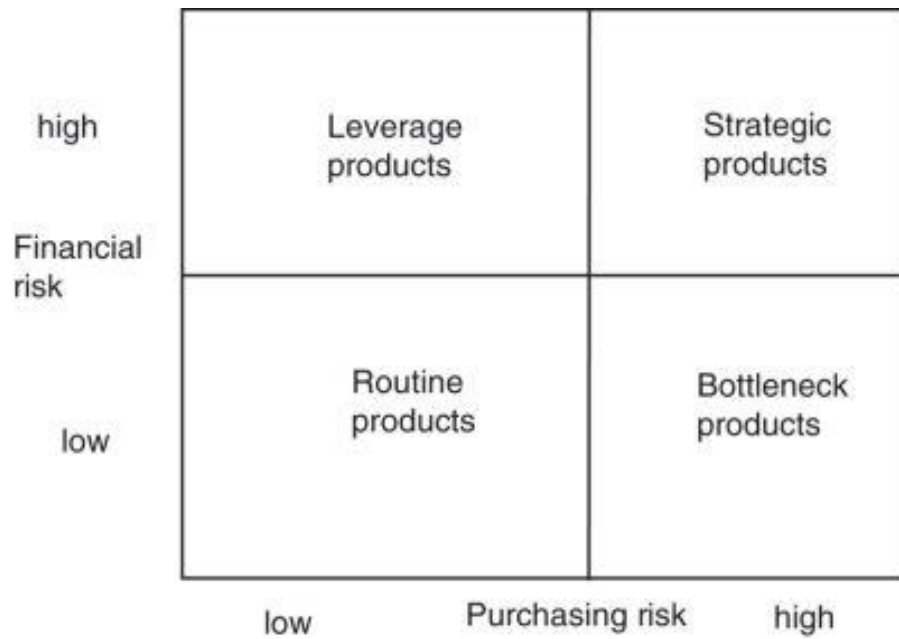 high
Leverage
products
Strategic
products
Financial
risk
Routine
products
Bottleneck
products
low
low
Purchasing risk
high